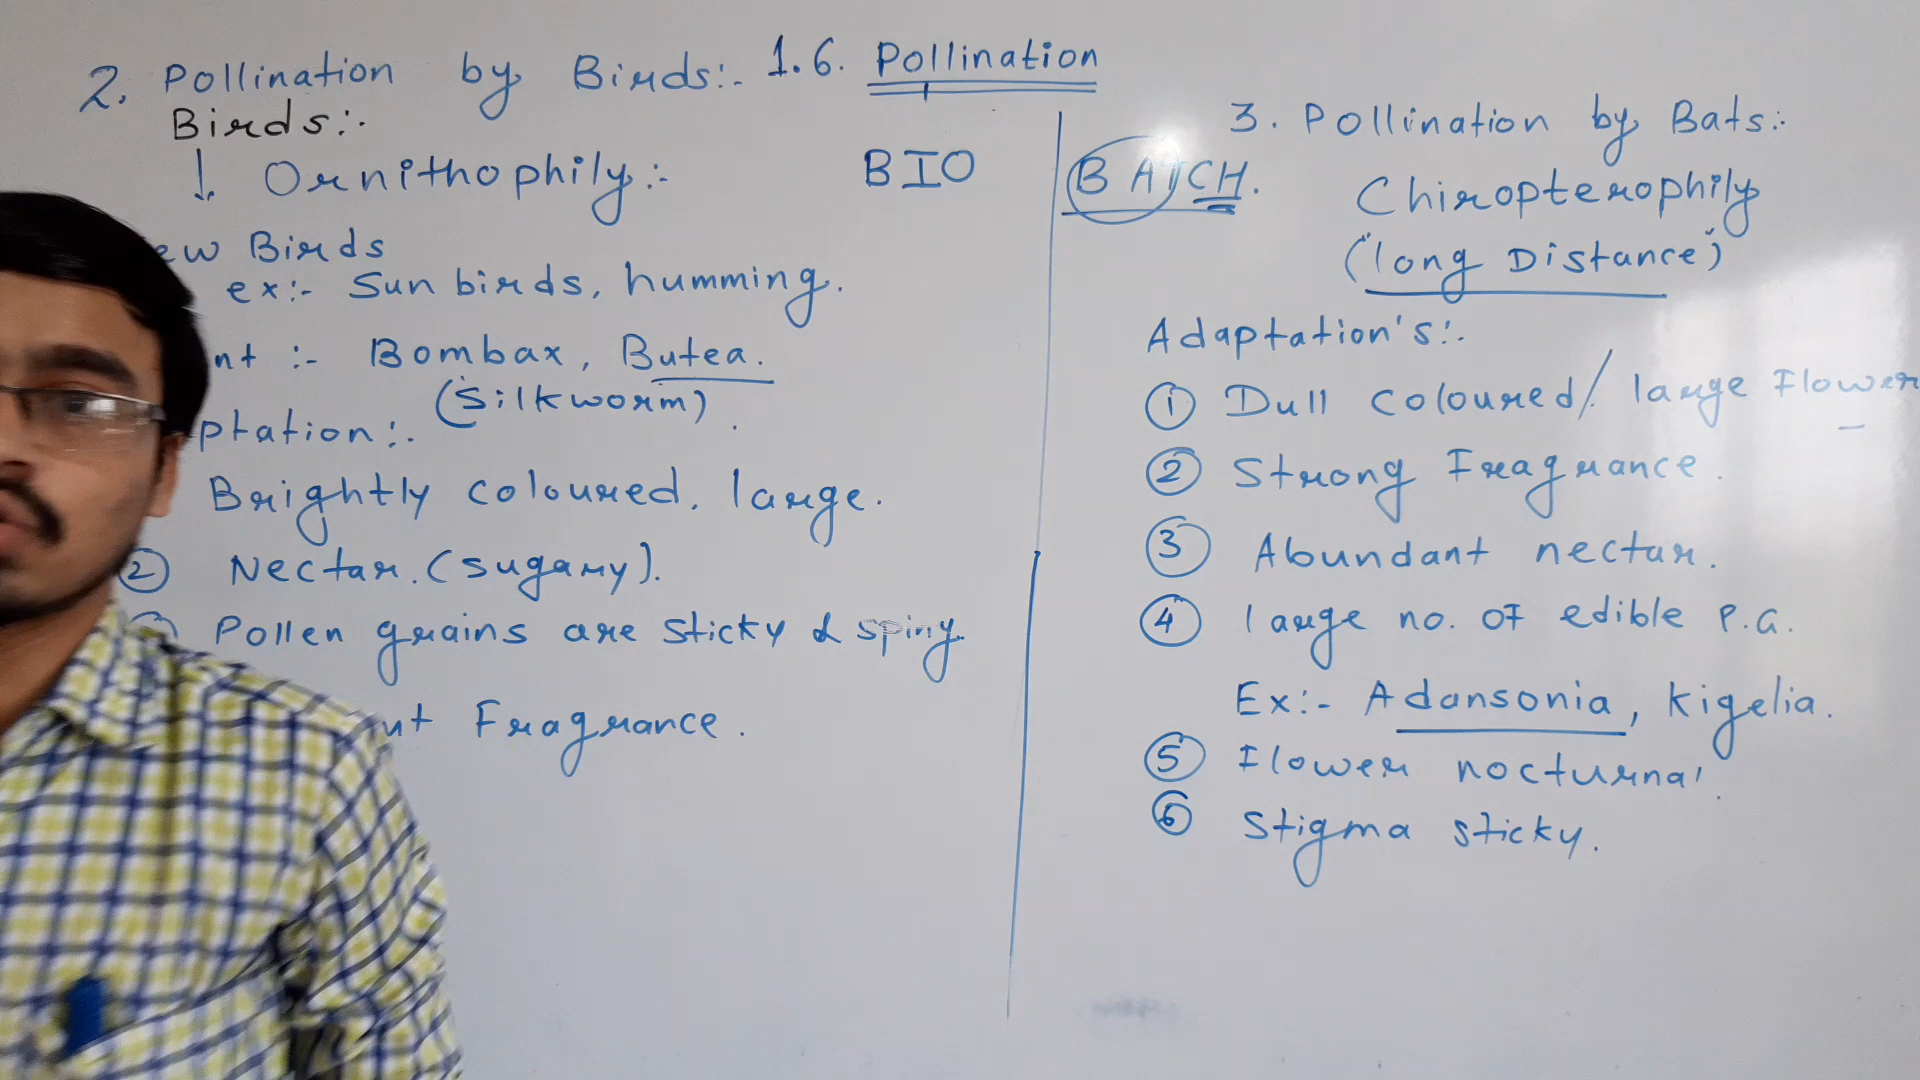 1.6. Pollination
2. Pollination by Birds:-
Birds:-
1. Ornithophily:-
BIO
ew Birds
ex:- Sun birds, humming.
nt :- Bombax, Butea.
(Silkworm)
ptation:-
Brightly coloured, large.
2 Nectar. (sugary).
Pollen grains are sticky & spiny.
ut Fragrance.
BATCH.
3. Pollination by Bats:-
Chiropterophily
("long Distance")
Adaptation's:-
1 Dull coloured/ large Flower
2 Strong Fragrance.
3 Abundant nectar.
4 large no. of edible P.G.
Ex:- Adansonia, Kigelia.
5 Flower nocturnal.
6 Stigma sticky.